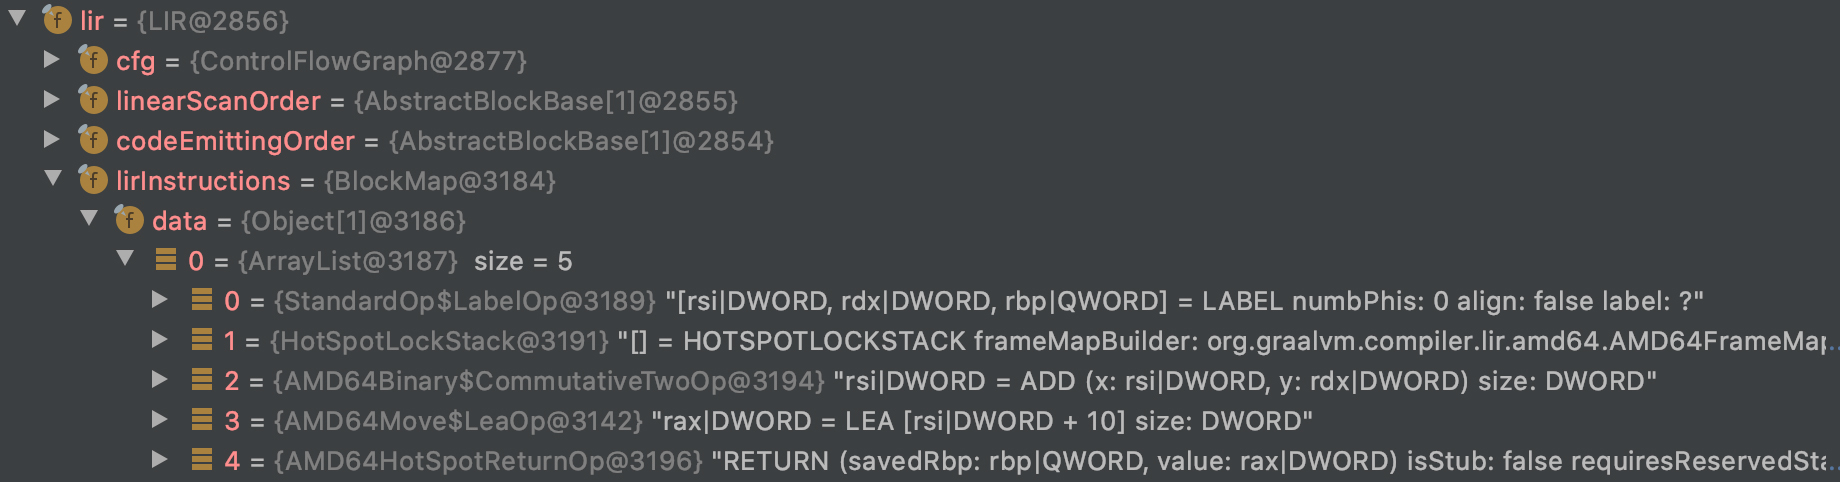 lir = {LIR@2856}
cfg = {ControlFlowGraph@2877}
linearScanOrder = {AbstractBlockBase[1]@2855}
codeEmittingOrder = {AbstractBlockBase[1]@2854}
lirInstructions = {BlockMap@3184}
data = {Object[1]@3186}
0 = {ArrayList@3187} size = 5
0 = {StandardOp$LabelOp@3189} "[rsi|DWORD, rdx|DWORD, rbp|QWORD] = LABEL numbPhis: 0 align: false label: ?"
1 = {HotSpotLockStack@3191} "[] = HOTSPOTLOCKSTACK frameMapBuilder: org.graalvm.compiler.lir.amd64.AMD64FrameMap...
2 = {AMD64Binary$CommutativeTwoOp@3194} "rsi|DWORD = ADD (x: rsi|DWORD, y: rdx|DWORD) size: DWORD"
3 = {AMD64Move$LeaOp@3142} "rax|DWORD = LEA [rsi|DWORD + 10] size: DWORD"
4 = {AMD64HotSpotReturnOp@3196} "RETURN (savedRbp: rbp|QWORD, value: rax|DWORD) isStub: false requiresReservedSta...